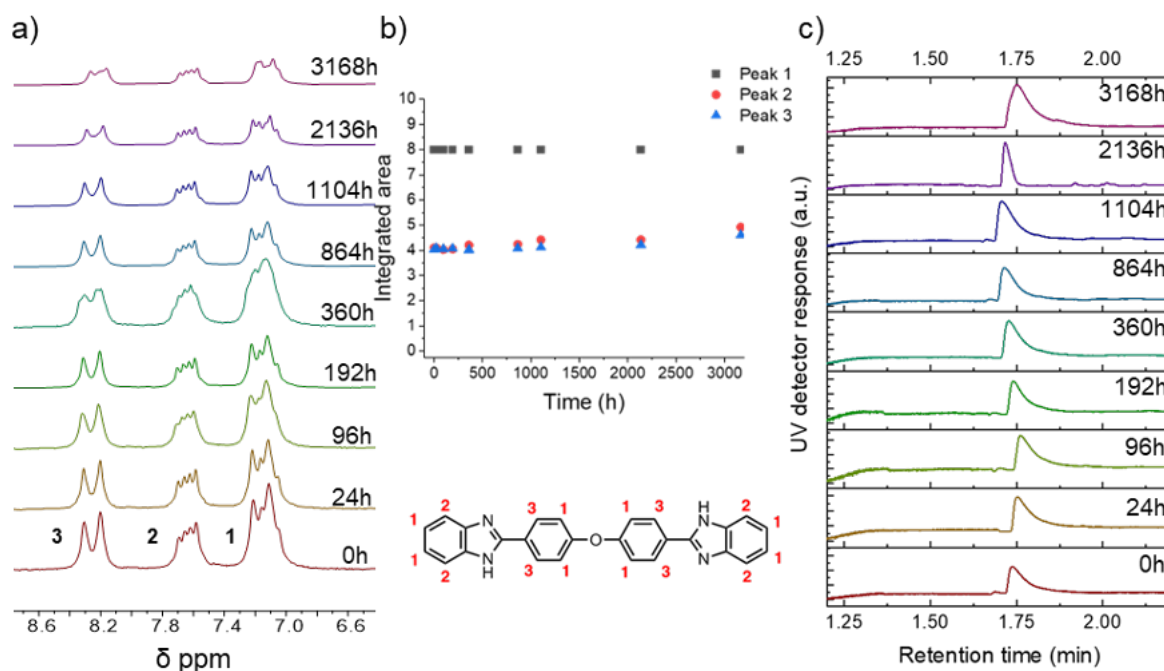 a)
3168h
2136h
1104h
864h
360h
192h
96h
24h
3 2 1 0h
8.6 8.2 7.8 7.4 7.0 6.6
δ ppm
b)
Peak 1
Peak 2
Peak 3
10
9
8
7
6
5
4
3
2
1
0
Integrated area
0 500 1000 1500 2000 2500 3000
Time (h)
2 3 1 1 3 2
1 N NH 1
O
1 NH N 1
2 3 1 1 3 2
c)
1.25 1.50 1.75 2.00
3168h
2136h
1104h
864h
360h
192h
96h
24h
0h
UV detector response (a.u.)
1.25 1.50 1.75 2.00
Retention time (min)